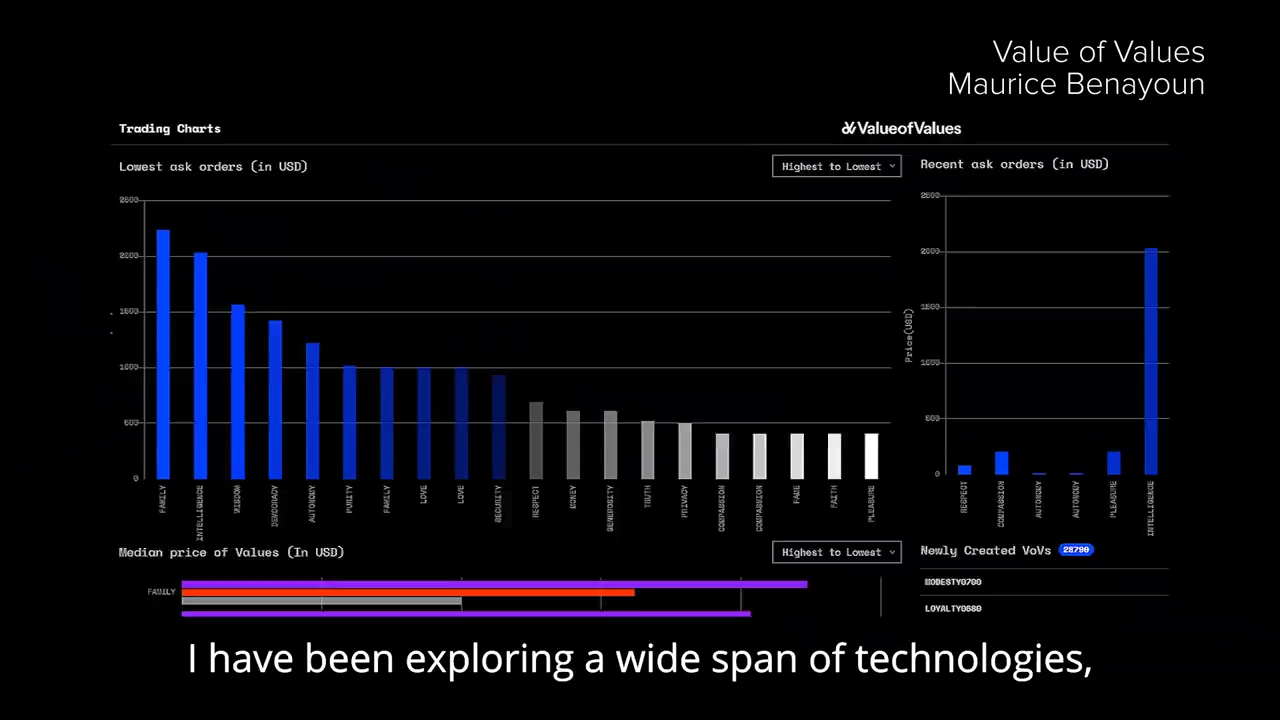 Value of Values
Maurice Benayoun
Trading Charts
ValueofValues
Lowest ask orders (in USD)
Highest to Lowest
2500
2000
1500
1000
500
0
FAMILY
INTELLIGENCE
WISDOM
DEMOCRACY
AUTONOMY
PURITY
FAMILY
LOVE
LOVE
SECURITY
RESPECT
MONEY
GENEROSITY
TRUTH
PRIVACY
COMPASSION
COMPASSION
FAME
FAITH
PLEASURE
Recent ask orders (in USD)
Price(USD)
2500
2000
1500
1000
500
0
RESPECT
COMPASSION
AUTONOMY
AUTONOMY
PLEASURE
INTELLIGENCE
Median price of Values (In USD)
Highest to Lowest
FAMILY
Newly Created VoVs 28790
MODESTY0700
LOYALTY0680
I have been exploring a wide span of technologies,